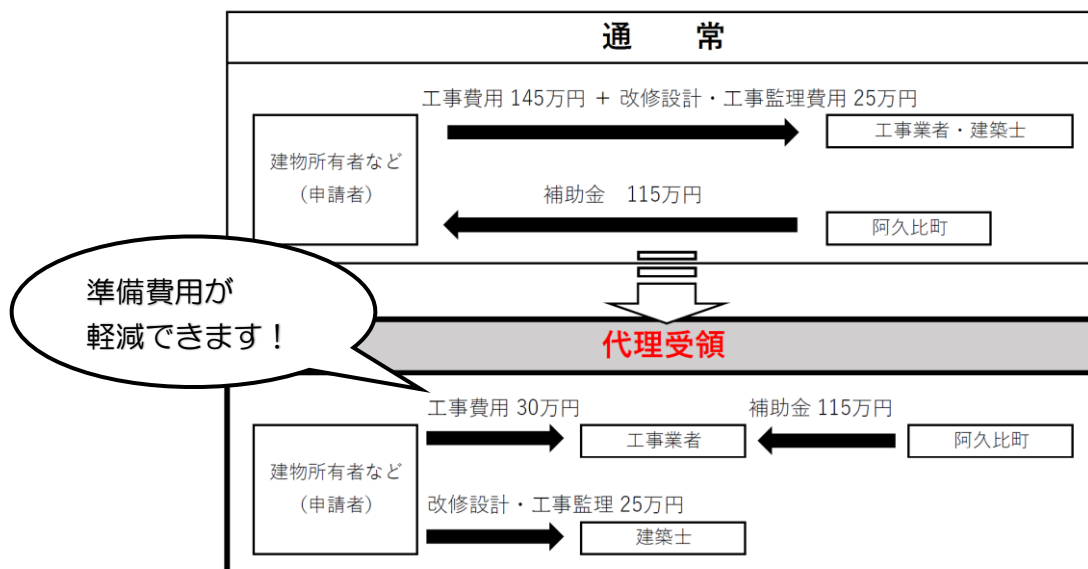 通　　常
工事費用 145万円 ＋ 改修設計・工事監理費用 25万円
建物所有者など
（申請者）
工事業者・建築士
補助金　115万円
阿久比町
準備費用が
軽減できます！
代理受領
工事費用 30万円
補助金 115万円
工事業者
阿久比町
建物所有者など
（申請者）
改修設計・工事監理 25万円
建築士